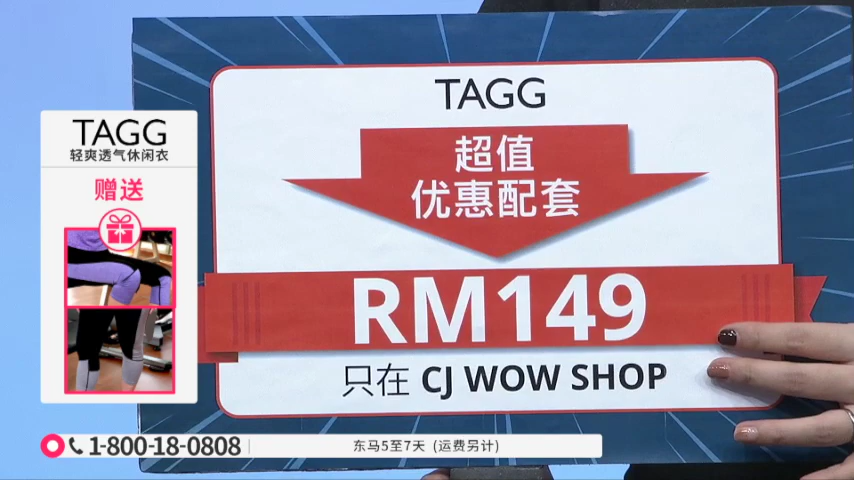 TAGG
超值
优惠配套
RM149
只在 CJ WOW SHOP
TAGG
轻爽透气休闲衣
赠送
1-800-18-0808
东马5至7天 (运费另计)